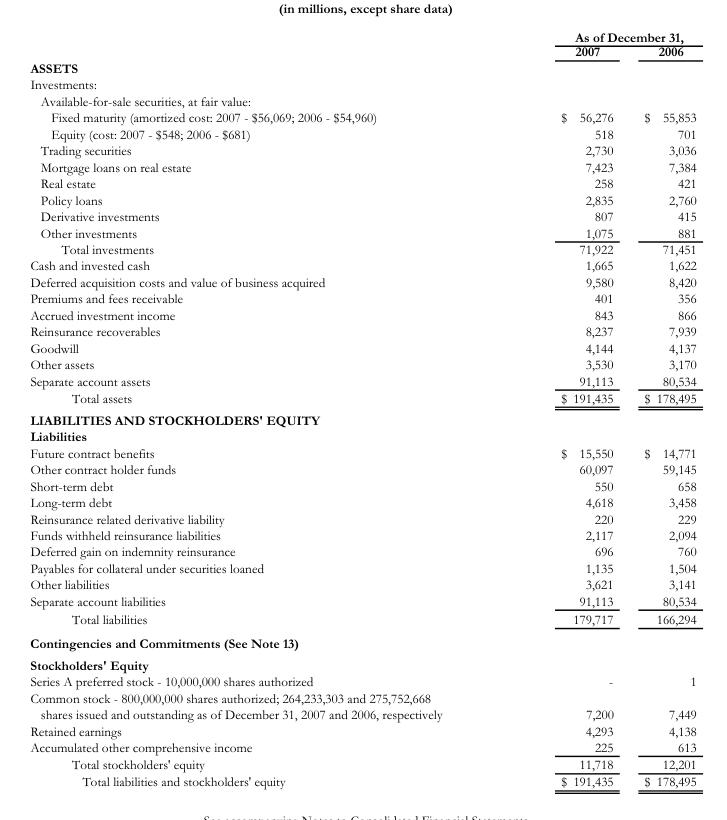 (in millions, except share data)
As of December 31,
2007 2006
ASSETS
Investments:
Available-for-sale securities, at fair value:
Fixed maturity (amortized cost: 2007 - $56,069; 2006 - $54,960) $ 56,276 $ 55,853
Equity (cost: 2007 - $548; 2006 - $681) 518 701
Trading securities 2,730 3,036
Mortgage loans on real estate 7,423 7,384
Real estate 258 421
Policy loans 2,835 2,760
Derivative investments 807 415
Other investments 1,075 881
Total investments 71,922 71,451
Cash and invested cash 1,665 1,622
Deferred acquisition costs and value of business acquired 9,580 8,420
Premiums and fees receivable 401 356
Accrued investment income 843 866
Reinsurance recoverables 8,237 7,939
Goodwill 4,144 4,137
Other assets 3,530 3,170
Separate account assets 91,113 80,534
Total assets $ 191,435 $ 178,495
LIABILITIES AND STOCKHOLDERS' EQUITY
Liabilities
Future contract benefits $ 15,550 $ 14,771
Other contract holder funds 60,097 59,145
Short-term debt 550 658
Long-term debt 4,618 3,458
Reinsurance related derivative liability 220 229
Funds withheld reinsurance liabilities 2,117 2,094
Deferred gain on indemnity reinsurance 696 760
Payables for collateral under securities loaned 1,135 1,504
Other liabilities 3,621 3,141
Separate account liabilities 91,113 80,534
Total liabilities 179,717 166,294
Contingencies and Commitments (See Note 13)
Stockholders' Equity
Series A preferred stock - 10,000,000 shares authorized - 1
Common stock - 800,000,000 shares authorized; 264,233,303 and 275,752,668
shares issued and outstanding as of December 31, 2007 and 2006, respectively 7,200 7,449
Retained earnings 4,293 4,138
Accumulated other comprehensive income 225 613
Total stockholders' equity 11,718 12,201
Total liabilities and stockholders' equity $ 191,435 $ 178,495